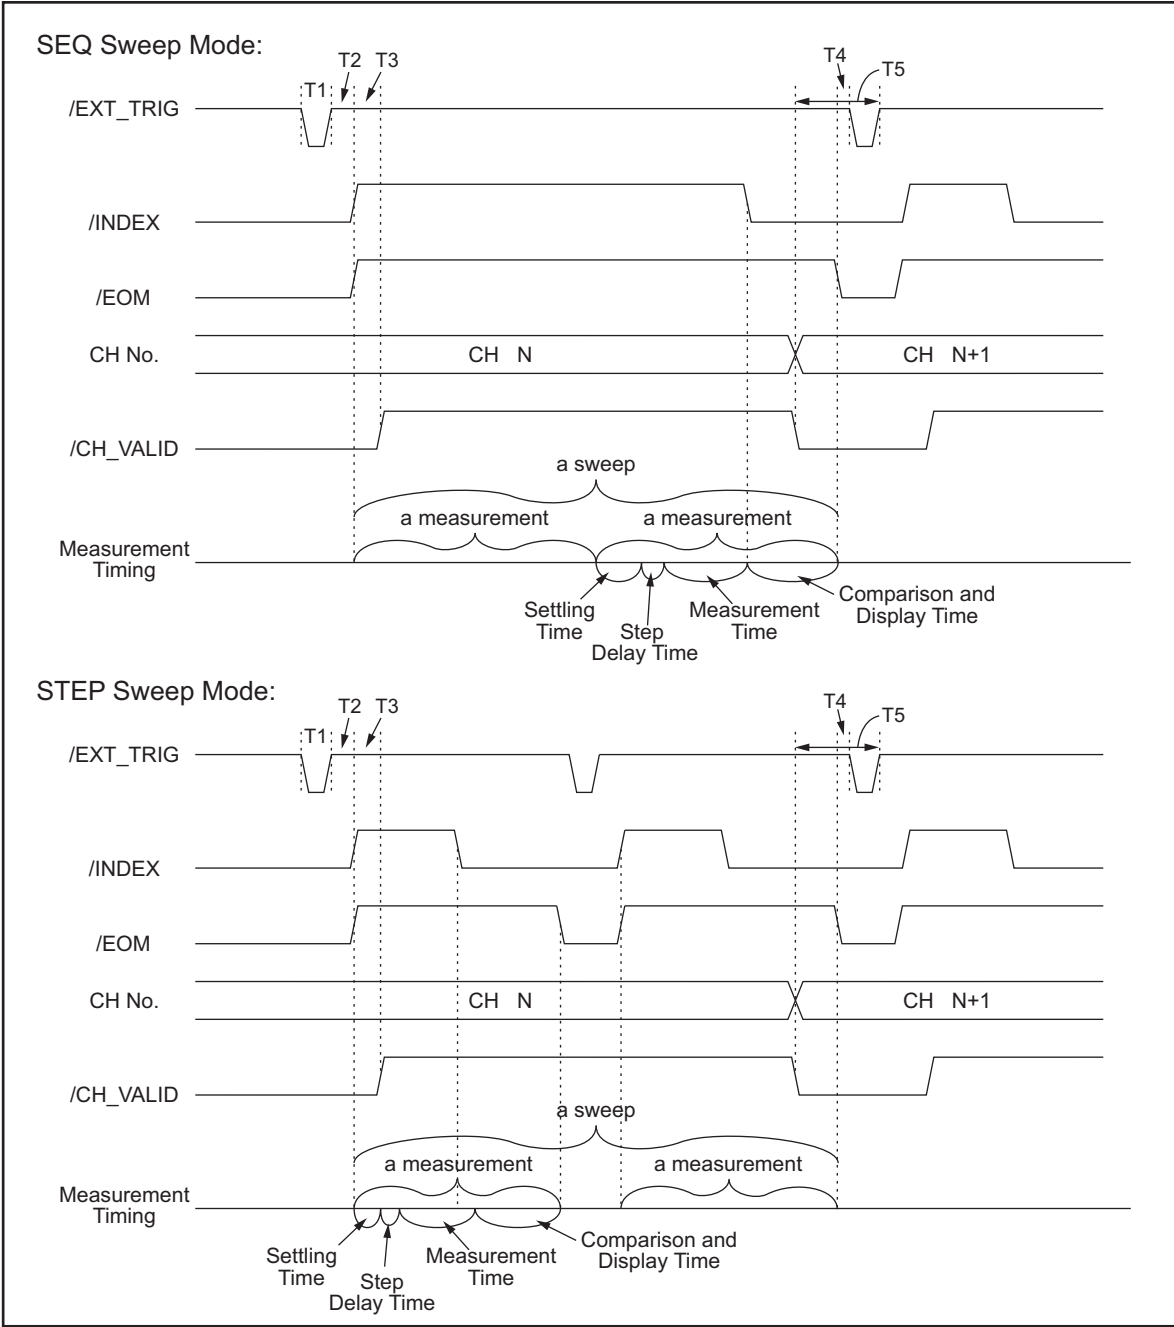 SEQ Sweep Mode:
T1
T2
T3
T4
T5
/EXT_TRIG
/INDEX
/EOM
CH No.
CH N
CH N+1
/CH_VALID
a sweep
a measurement
a measurement
Measurement
Timing
Settling
Time
Step
Delay Time
Measurement
Time
Comparison and
Display Time
STEP Sweep Mode:
T1
T2
T3
T4
T5
/EXT_TRIG
/INDEX
/EOM
CH No.
CH N
CH N+1
/CH_VALID
a sweep
a measurement
a measurement
Measurement
Timing
Settling
Time
Step
Delay Time
Measurement
Time
Comparison and
Display Time